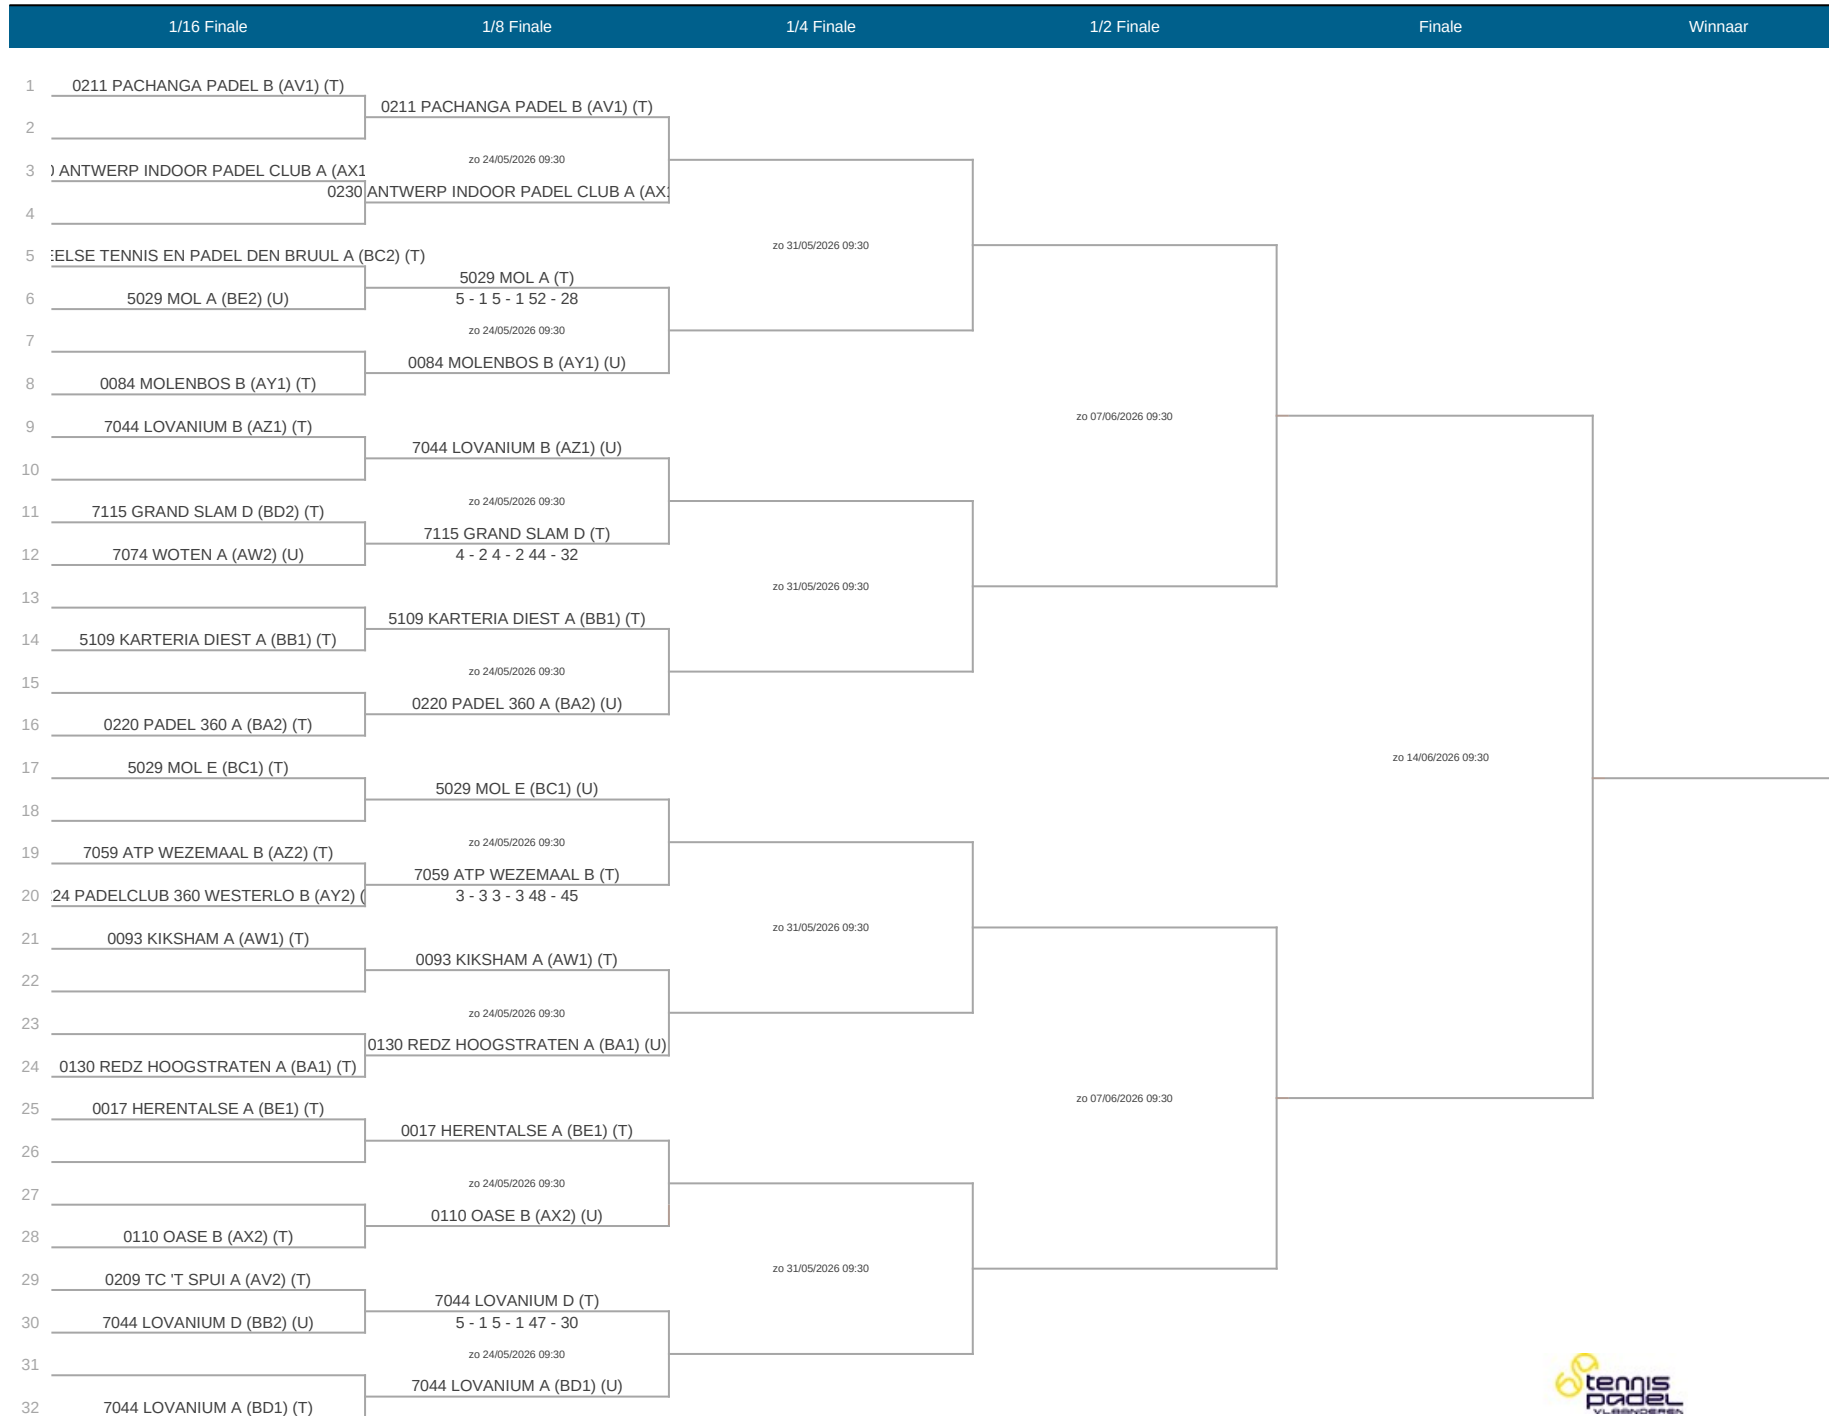 1/16 Finale 1/8 Finale 1/4 Finale 1/2 Finale Finale Winnaar
1 0211 PACHANGA PADEL B (AV1) (T)
0211 PACHANGA PADEL B (AV1) (T)
2
zo 24/05/2026 09:30
3 ANTWERP INDOOR PADEL CLUB A (AX1
0230 ANTWERP INDOOR PADEL CLUB A (AX1
4
zo 31/05/2026 09:30
5 EELSE TENNIS EN PADEL DEN BRUUL A (BC2) (T)
5029 MOL A (T)
6 5029 MOL A (BE2) (U)
5 - 1 5 - 1 52 - 28
zo 24/05/2026 09:30
7
0084 MOLENBOS B (AY1) (U)
8 0084 MOLENBOS B (AY1) (T)
zo 07/06/2026 09:30
9 7044 LOVANIUM B (AZ1) (T)
7044 LOVANIUM B (AZ1) (U)
10
zo 24/05/2026 09:30
11 7115 GRAND SLAM D (BD2) (T)
7115 GRAND SLAM D (T)
12 7074 WOTEN A (AW2) (U)
4 - 2 4 - 2 44 - 32
zo 31/05/2026 09:30
13
5109 KARTERIA DIEST A (BB1) (T)
14 5109 KARTERIA DIEST A (BB1) (T)
zo 24/05/2026 09:30
15
0220 PADEL 360 A (BA2) (U)
16 0220 PADEL 360 A (BA2) (T)
zo 14/06/2026 09:30
17 5029 MOL E (BC1) (T)
5029 MOL E (BC1) (U)
18
zo 24/05/2026 09:30
19 7059 ATP WEZEMAAL B (AZ2) (T)
7059 ATP WEZEMAAL B (T)
20 24 PADELCLUB 360 WESTERLO B (AY2) (
3 - 3 3 - 3 48 - 45
zo 31/05/2026 09:30
21 0093 KIKSHAM A (AW1) (T)
0093 KIKSHAM A (AW1) (T)
22
zo 24/05/2026 09:30
23
0130 REDZ HOOGSTRATEN A (BA1) (U)
24 0130 REDZ HOOGSTRATEN A (BA1) (T)
zo 07/06/2026 09:30
25 0017 HERENTALSE A (BE1) (T)
0017 HERENTALSE A (BE1) (T)
26
zo 24/05/2026 09:30
27
0110 OASE B (AX2) (U)
28 0110 OASE B (AX2) (T)
zo 31/05/2026 09:30
29 0209 TC 'T SPUI A (AV2) (T)
7044 LOVANIUM D (T)
30 7044 LOVANIUM D (BB2) (U)
5 - 1 5 - 1 47 - 30
zo 24/05/2026 09:30
31
7044 LOVANIUM A (BD1) (U)
32 7044 LOVANIUM A (BD1) (T)
tennis
padel
VLAANDEREN